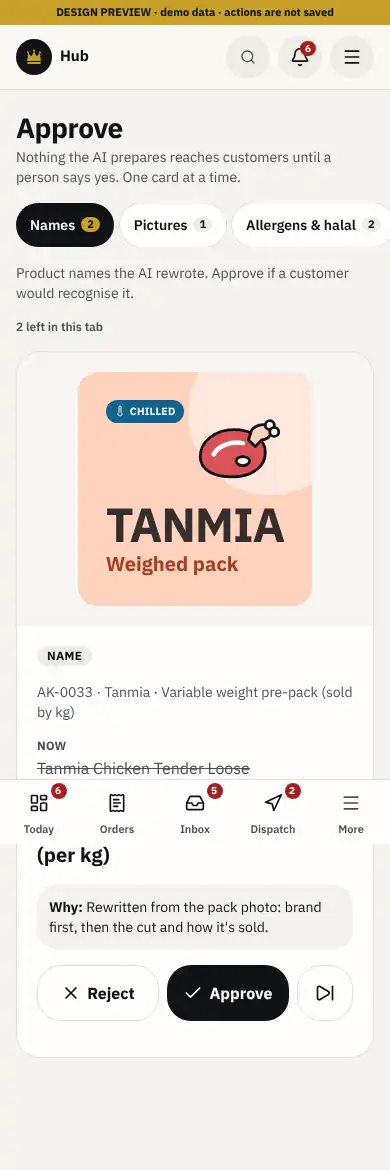 DESIGN PREVIEW · demo data · actions are not saved
Hub
6
Approve
Nothing the AI prepares reaches customers until a
person says yes. One card at a time.
Names 2
Pictures 1
Allergens & halal 2
Product names the AI rewrote. Approve if a customer
would recognise it.
2 left in this tab
CHILLED
TANMIA
Weighed pack
NAME
AK-0033 · Tanmia · Variable weight pre-pack (sold
by kg)
NOW
Tanmia Chicken Tender Loose
6
5
2
Today
Orders
Inbox
Dispatch
More
(per kg)
Why: Rewritten from the pack photo: brand
first, then the cut and how it's sold.
Reject
Approve